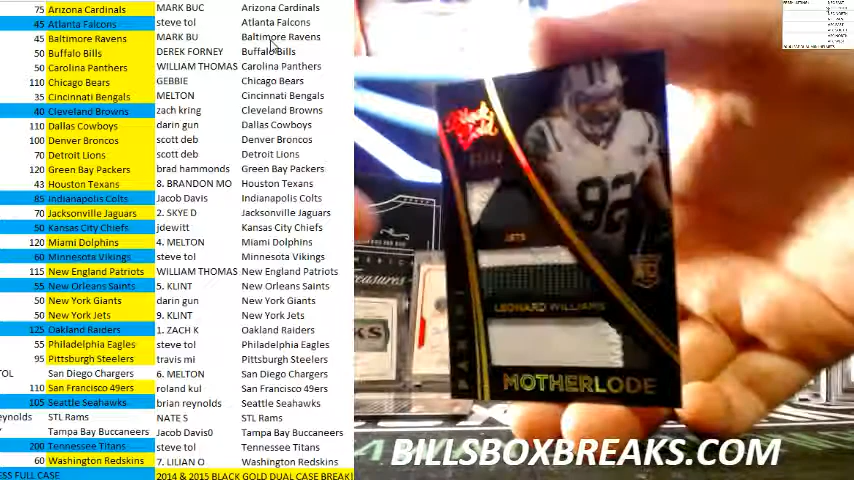 75 Arizona Cardinals MARK BUC Arizona Cardinals
45 Atlanta Falcons steve tol Atlanta Falcons
45 Baltimore Ravens MARK BU Baltimore Ravens
50 Buffalo Bills DEREK FORNEY Buffalo Bills
50 Carolina Panthers WILLIAM THOMAS Carolina Panthers
110 Chicago Bears GEBBIE Chicago Bears
35 Cincinnati Bengals MELTON Cincinnati Bengals
40 Cleveland Browns zach kring Cleveland Browns
110 Dallas Cowboys darin gun Dallas Cowboys
100 Denver Broncos scott deb Denver Broncos
70 Detroit Lions scott deb Detroit Lions
120 Green Bay Packers brad hammonds Green Bay Packers
43 Houston Texans 8. BRANDON MO Houston Texans
85 Indianapolis Colts Jacob Davis Indianapolis Colts
70 Jacksonville Jaguars 2. SKYE D Jacksonville Jaguars
50 Kansas City Chiefs jdewitt Kansas City Chiefs
120 Miami Dolphins 4. MELTON Miami Dolphins
60 Minnesota Vikings steve tol Minnesota Vikings
115 New England Patriots WILLIAM THOMAS New England Patriots
55 New Orleans Saints 5. KLINT New Orleans Saints
50 New York Giants darin gun New York Giants
50 New York Jets 9. KLINT New York Jets
125 Oakland Raiders 1. ZACH K Oakland Raiders
55 Philadelphia Eagles steve tol Philadelphia Eagles
95 Pittsburgh Steelers travis mi Pittsburgh Steelers
TOL San Diego Chargers 6. MELTON San Diego Chargers
110 San Francisco 49ers roland kul San Francisco 49ers
105 Seattle Seahawks brian reynolds Seattle Seahawks
eynolds STL Rams NATE S STL Rams
Tampa Bay Buccaneers Jacob Davis0 Tampa Bay Buccaneers
200 Tennessee Titans steve tol Tennessee Titans
60 Washington Redskins 7. LILIAN O Washington Redskins
ESS FULL CASE 2014 & 2015 BLACK GOLD DUAL CASE BREAK
Black Gold
92
JETS
RC
LEONARD WILLIAMS
PANINI
MOTHERLODE
BILLSBOXBREAKS.COM